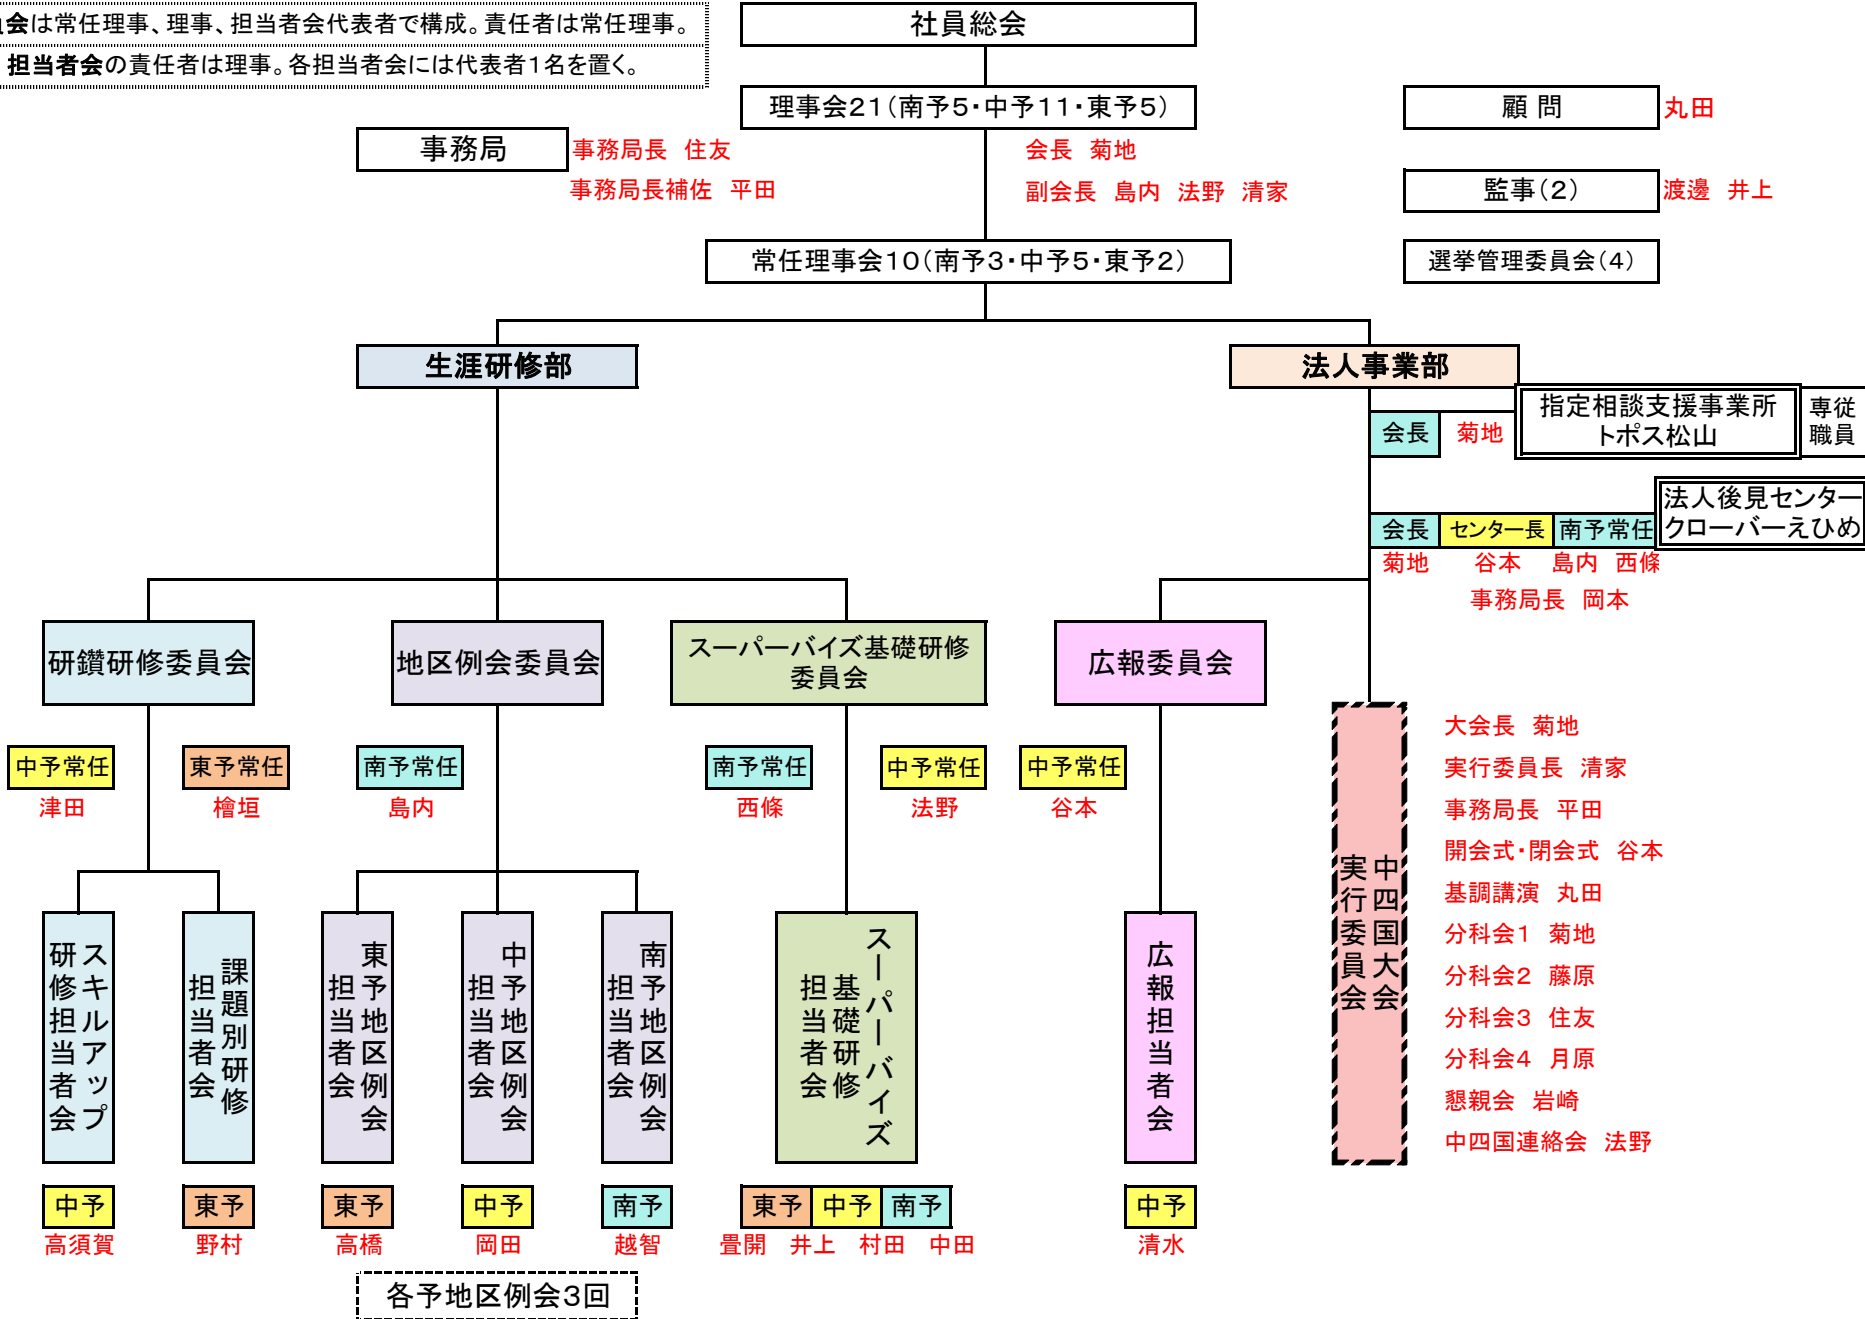 会は常任理事、理事、担当者会代表者で構成。責任者は常任理事。
担当者会の責任者は理事。各担当者会には代表者1名を置く。
社員総会
理事会21(南予5・中予11・東予5)
顧 問 丸田
事務局 事務局長 住友
事務局長補佐 平田
会長 菊地
副会長 島内 法野 清家
監事(2) 渡邊 井上
常任理事会10(南予3・中予5・東予2)
選挙管理委員会(4)
生涯研修部
法人事業部
会長 菊地
指定相談支援事業所
トポス松山
専従
職員
法人後見センター
クローバーえひめ
会長 センター長 南予常任
菊地 谷本 島内 西條
事務局長 岡本
研鑽研修委員会
地区例会委員会
スーパーバイズ基礎研修
委員会
広報委員会
中予常任
津田
東予常任
檜垣
南予常任
島内
南予常任
西條
中予常任
法野
中予常任
谷本
中四国大会
実行委員会
大会長 菊地
実行委員長 清家
事務局長 平田
開会式・閉会式 谷本
基調講演 丸田
分科会1 菊地
分科会2 藤原
分科会3 住友
分科会4 月原
懇親会 岩崎
中四国連絡会 法野
スキルアップ
研修担当者会
課題別研修
担当者会
東予地区例会
担当者会
中予地区例会
担当者会
南予地区例会
担当者会
スーパーバイズ
基礎研修
担当者会
広報担当者会
中予
高須賀
東予
野村
東予
高橋
中予
岡田
南予
越智
東予 中予 南予
畳開 井上 村田 中田
中予
清水
各予地区例会3回